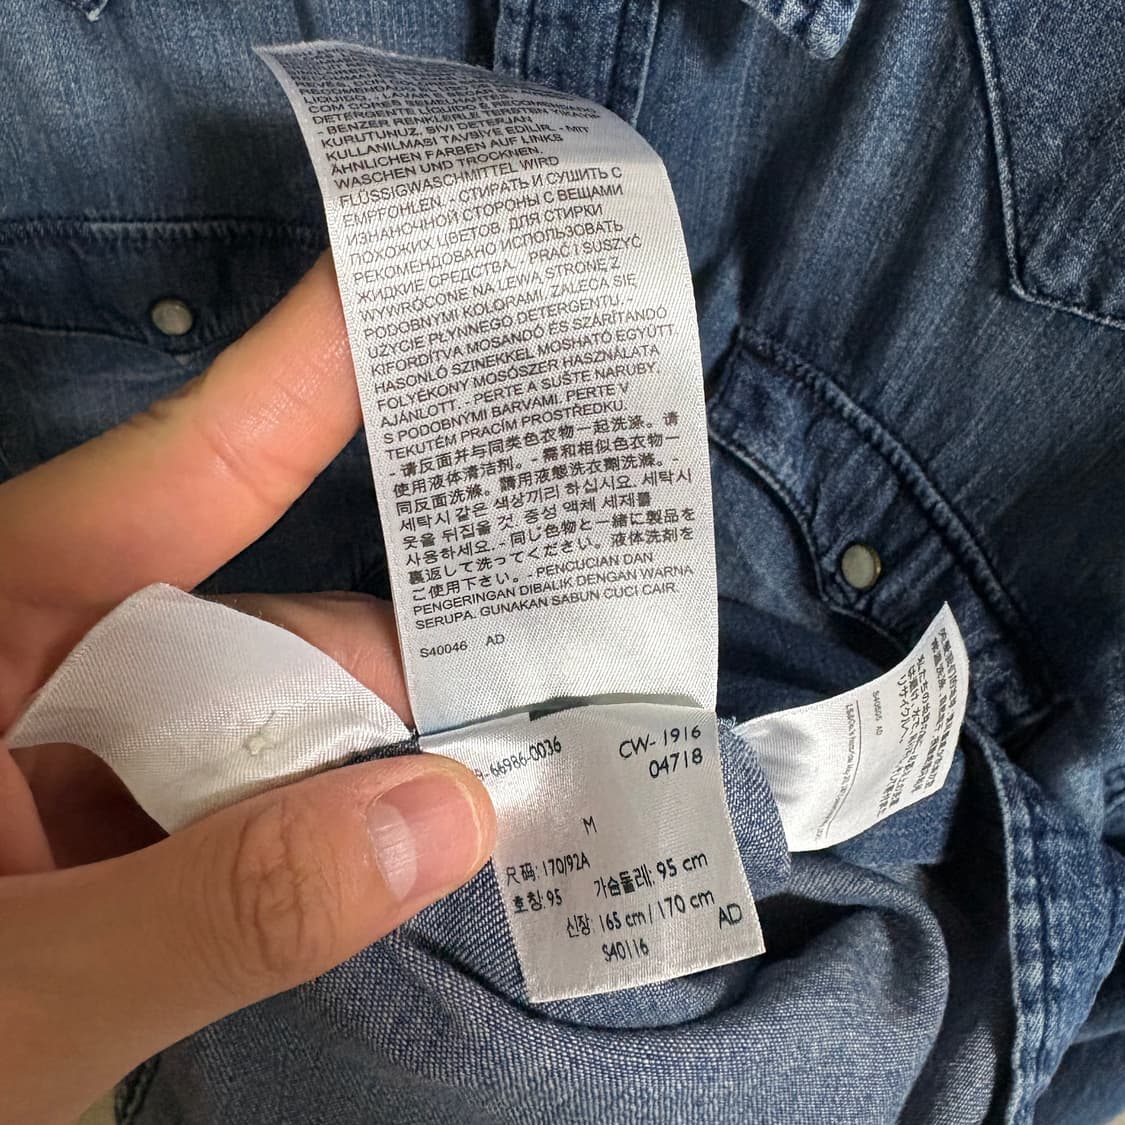 LIQUIDE. - LAVAR E
COM CORES SEMELHANTES.
DETERGENTE LÍQUIDO É RECOMENDADO.
- BENZER RENKLERLE TERS
KURUTUNUZ, SIVI DETERJAN
KULLANILMASI TAVSİYE EDİLİR. - MIT
ÄHNLICHEN FARBEN AUF LINKS
WASCHEN UND TROCKNEN.
FLÜSSIGWASCHMITTEL WIRD
EMPFOHLEN. - СТИРАТЬ И СУШИТЬ С
ИЗНАНОЧНОЙ СТОРОНЫ С ВЕЩАМИ
ПОХОЖИХ ЦВЕТОВ, ДЛЯ СТИРКИ
РЕКОМЕНДОВАНО ИСПОЛЬЗОВАТЬ
ЖИДКИЕ СРЕДСТВА. - PRAĆ I SUSZYĆ
WYWRÓCONE NA LEWĄ STRONĘ Z
PODOBNYMI KOLORAMI. ZALECA SIĘ
UŻYCIE PŁYNNEGO DETERGENTU. -
KIFORDÍTVA MOSANDÓ ÉS SZÁRÍTANDÓ
HASONLÓ SZINEKKEL MOSHATÓ EGYÜTT
FOLYÉKONY MOSÓSZER HASZNÁLATA
AJÁNLOTT. - PERTE A SUŠTE NARUBY.
S PODOBNÝMI BARVAMI. PERTE V
TEKUTÉM PRACÍM PROSTŘEDKU.
- 请反面并与同类色衣物一起洗涤。请
使用液体清洁剂。- 需和相似色衣物一
同反面洗滌。請用液態洗衣劑洗滌。-
세탁시 같은 색상끼리 하십시요. 세탁시
옷을 뒤집을 것. 중성 액체 세제를
사용하세요. - 同じ色物と一緒に製品を
裏返して洗ってください。液体洗剤を
ご使用下さい。- PENCUCIAN DAN
PENGERINGAN DIBALIK DENGAN WARNA
SERUPA. GUNAKAN SABUN CUCI CAIR.
S40046 AD
66986-0036
CW- 1916
04718
M
尺码: 170/92A
호칭: 95 가슴둘레: 95 cm
신장: 165 cm / 170 cm
AD
S40116
S40505 AD